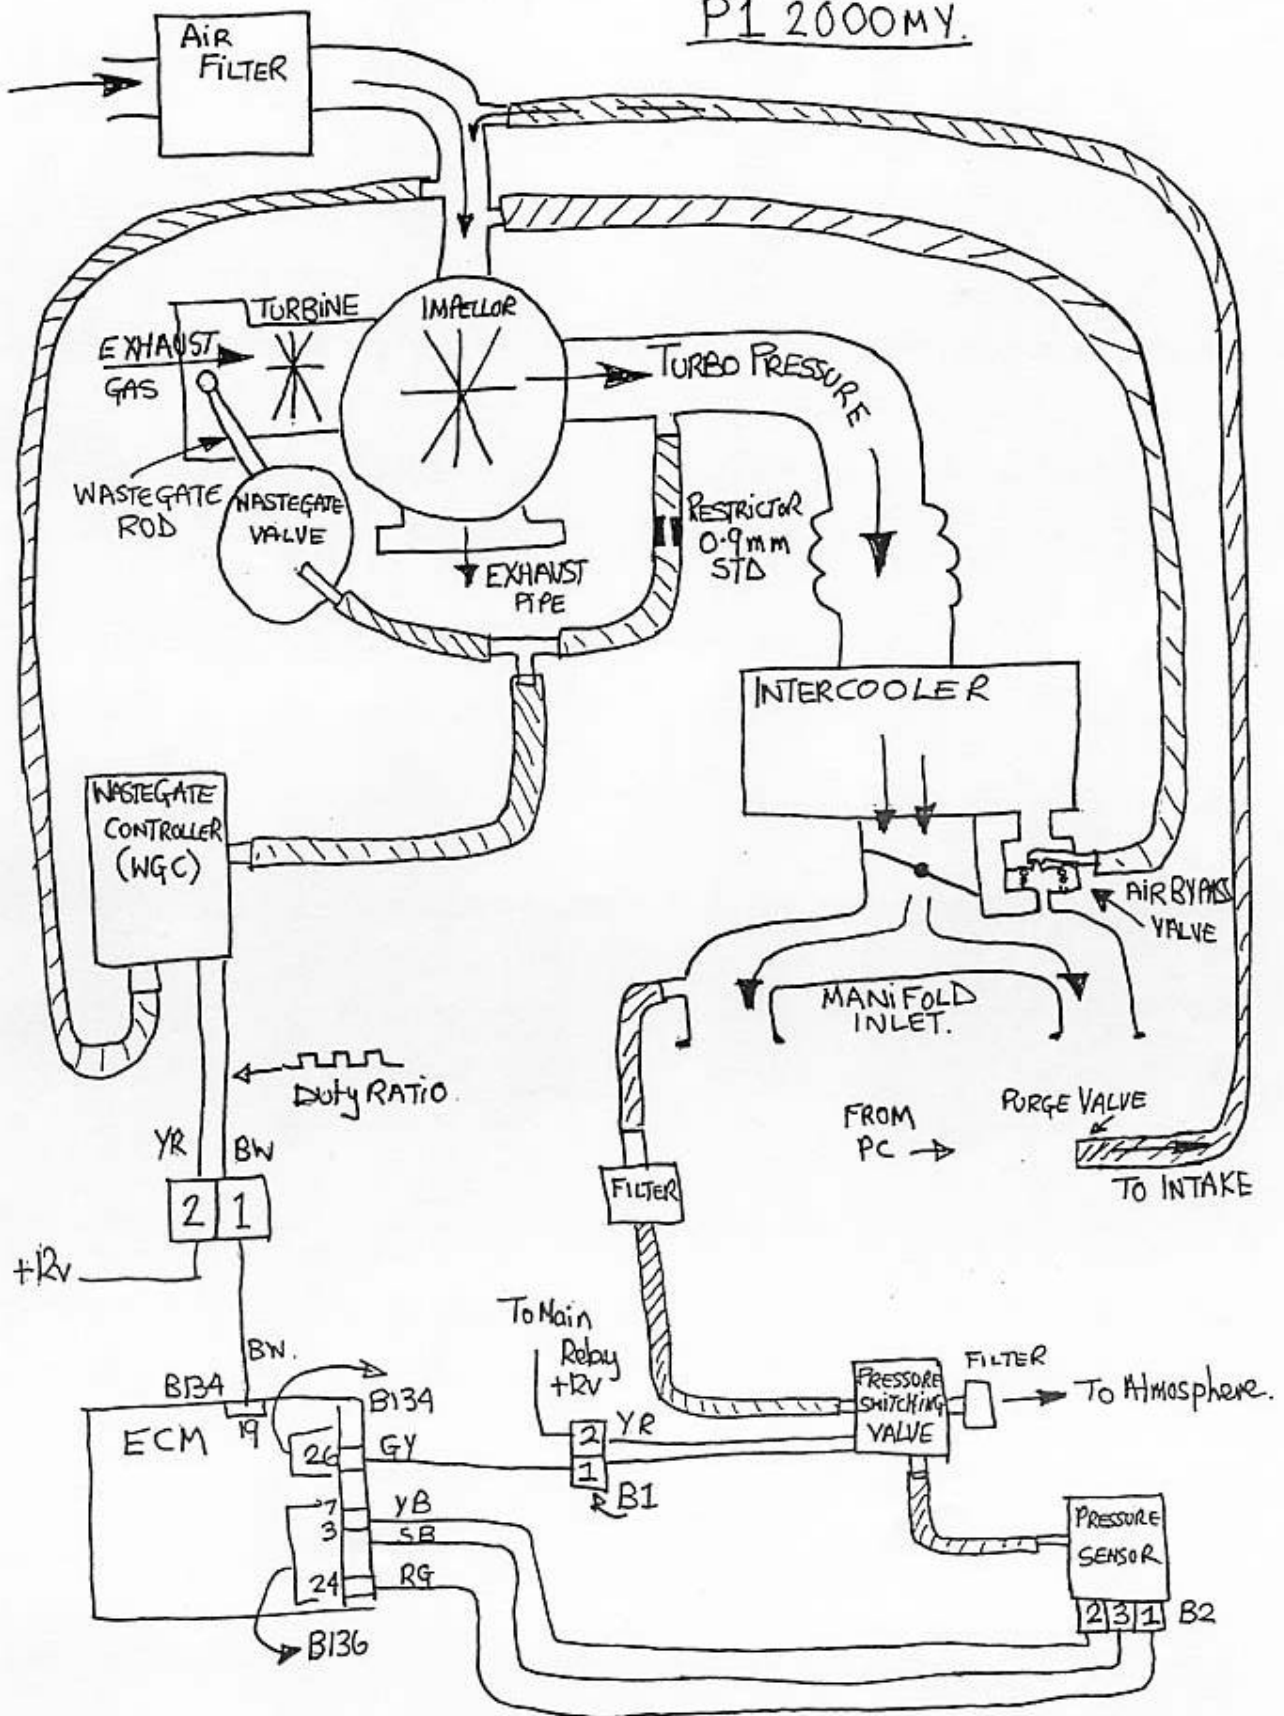 P1 2000MY.
AiR
FiLTER
TURBiNE
IMPELLOR
EXHAUST
GAS
TURBO PRESSURE
WASTEGATE
ROD
WASTEGATE
VALVE
RESTRICTOR
0.9mm
STD
EXHAUST
PIPE
INTERCOOLER
WASTEGATE
CONTROLLER
(WGC)
AIR BYPASS
VALVE
MANIFOLD
INLET.
DUtyRATiO.
FROM
PC
PURGE VALVE
TO INTAKE
YR
BW
2 1
+12v
FILTER
BW.
To Main
Relay
+12v
PRESSURE
SWITCHING
VALVE
FILTER
To Atmosphere.
B134
19
B134
ECM
26
GY
2
YR
1
B1
7
YB
3
SB
24
RG
B136
PRESSURE
SENSOR
2 3 1
B2